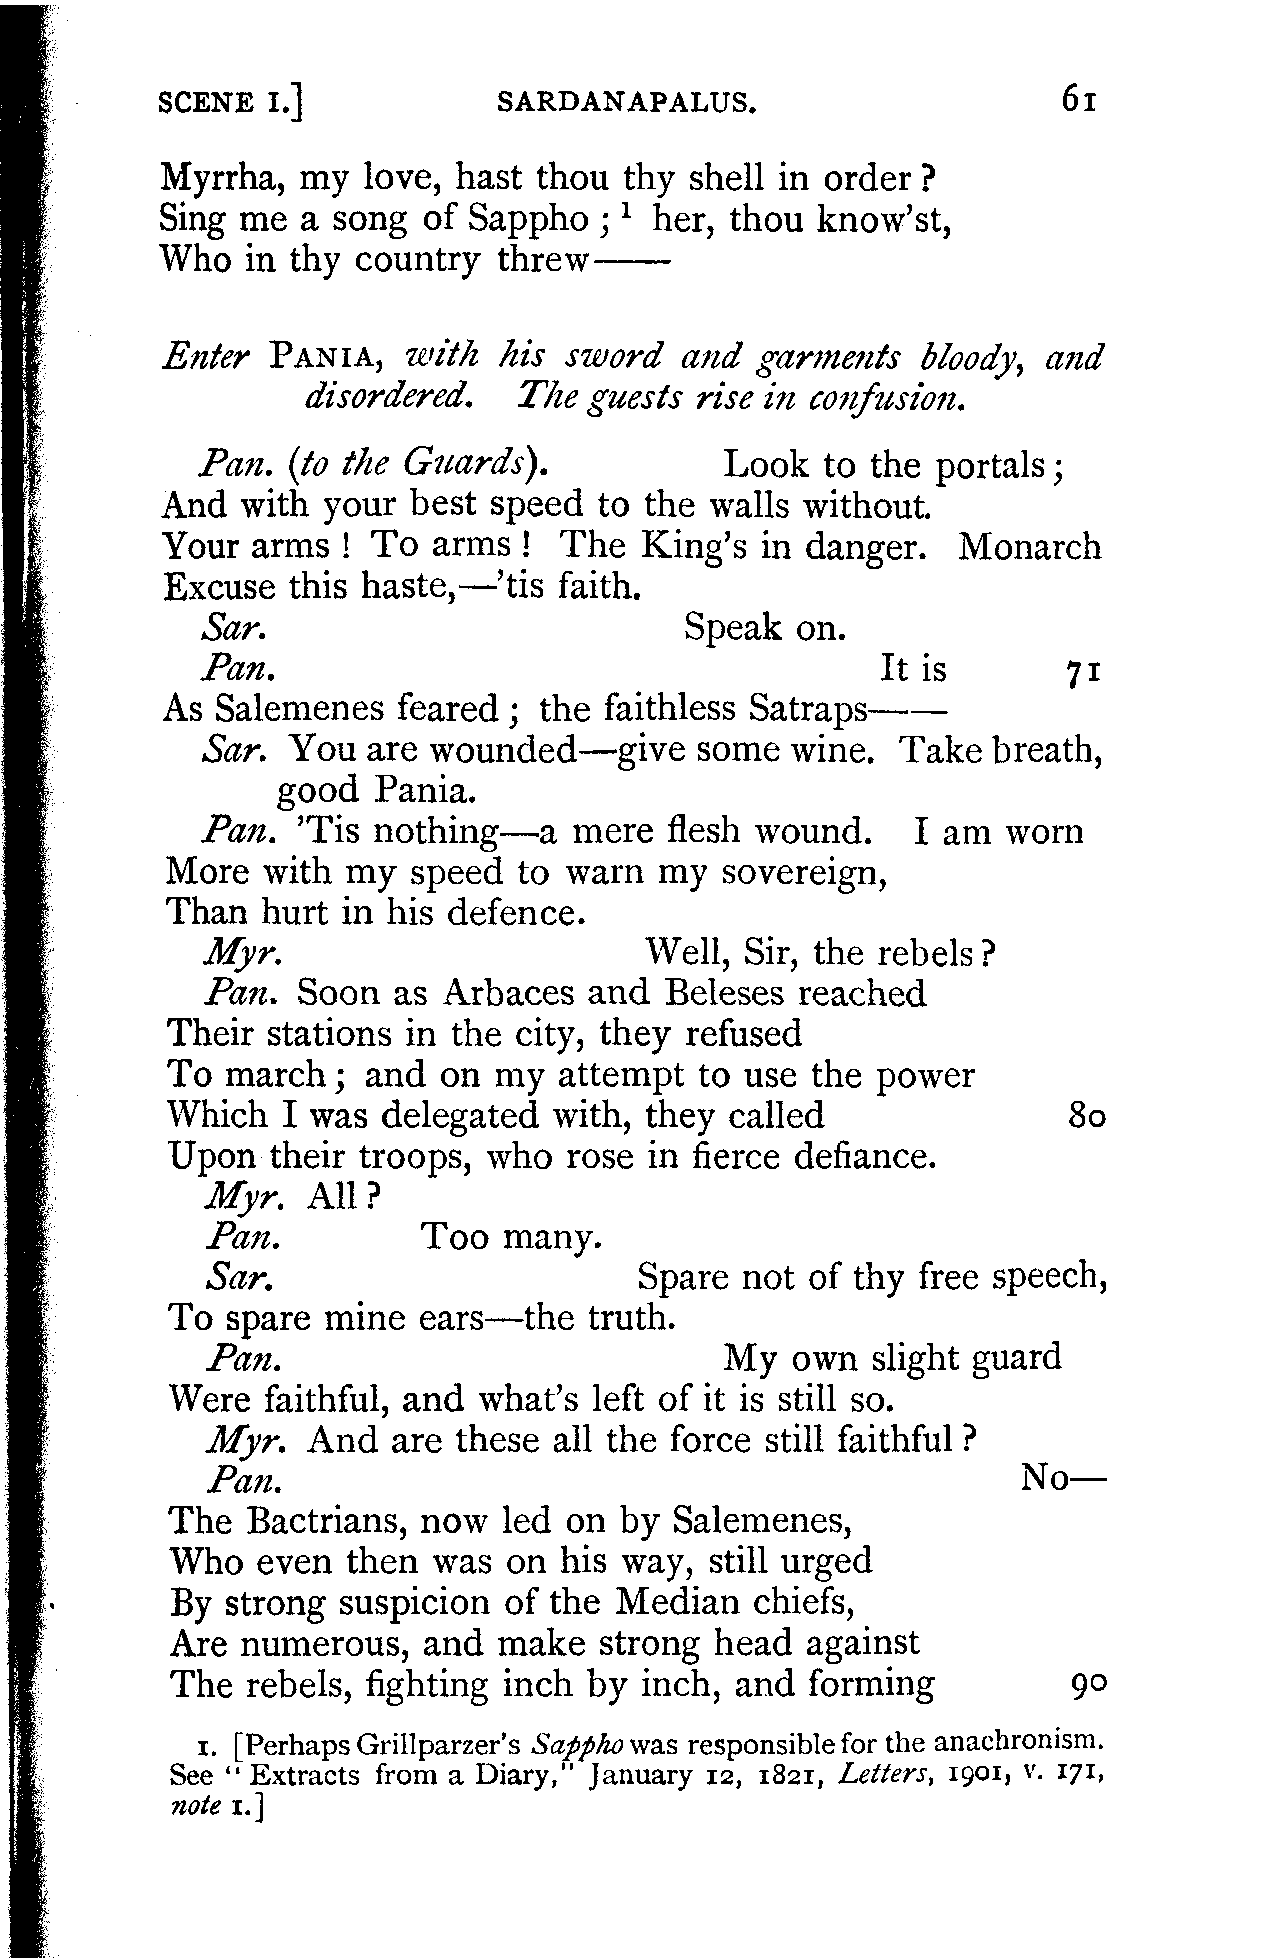 SCENE I.] SARDANAPALUS. 61
Myrrha, my love, hast thou thy shell in order?
Sing me a song of Sappho;¹ her, thou know'st,
Who in thy country threw——
Enter PANIA, with his sword and garments bloody, and
disordered. The guests rise in confusion.
Pan. (to the Guards). Look to the portals;
And with your best speed to the walls without.
Your arms! To arms! The King's in danger. Monarch
Excuse this haste,—'tis faith.
Sar. Speak on.
Pan. It is 71
As Salemenes feared; the faithless Satraps——
Sar. You are wounded—give some wine. Take breath,
good Pania.
Pan. 'Tis nothing—a mere flesh wound. I am worn
More with my speed to warn my sovereign,
Than hurt in his defence.
Myr. Well, Sir, the rebels?
Pan. Soon as Arbaces and Beleses reached
Their stations in the city, they refused
To march; and on my attempt to use the power
Which I was delegated with, they called 80
Upon their troops, who rose in fierce defiance.
Myr. All?
Pan. Too many.
Sar. Spare not of thy free speech,
To spare mine ears—the truth.
Pan. My own slight guard
Were faithful, and what's left of it is still so.
Myr. And are these all the force still faithful?
Pan. No—
The Bactrians, now led on by Salemenes,
Who even then was on his way, still urged
By strong suspicion of the Median chiefs,
Are numerous, and make strong head against
The rebels, fighting inch by inch, and forming 90
1. [Perhaps Grillparzer's Sappho was responsible for the anachronism.
See "Extracts from a Diary," January 12, 1821, Letters, 1901, v. 171,
note 1.]